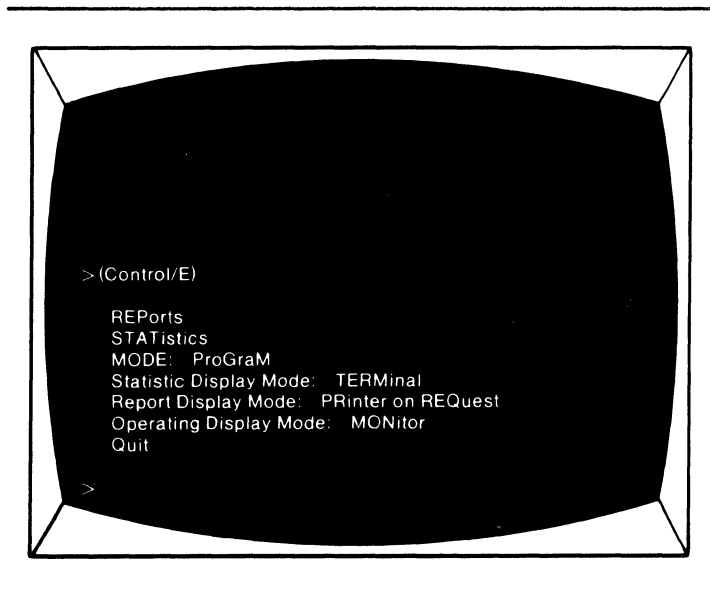 >(Control/E)
REPorts
STATistics
MODE: ProGraM
Statistic Display Mode: TERMinal
Report Display Mode: PRinter on REQuest
Operating Display Mode: MONitor
Quit
>